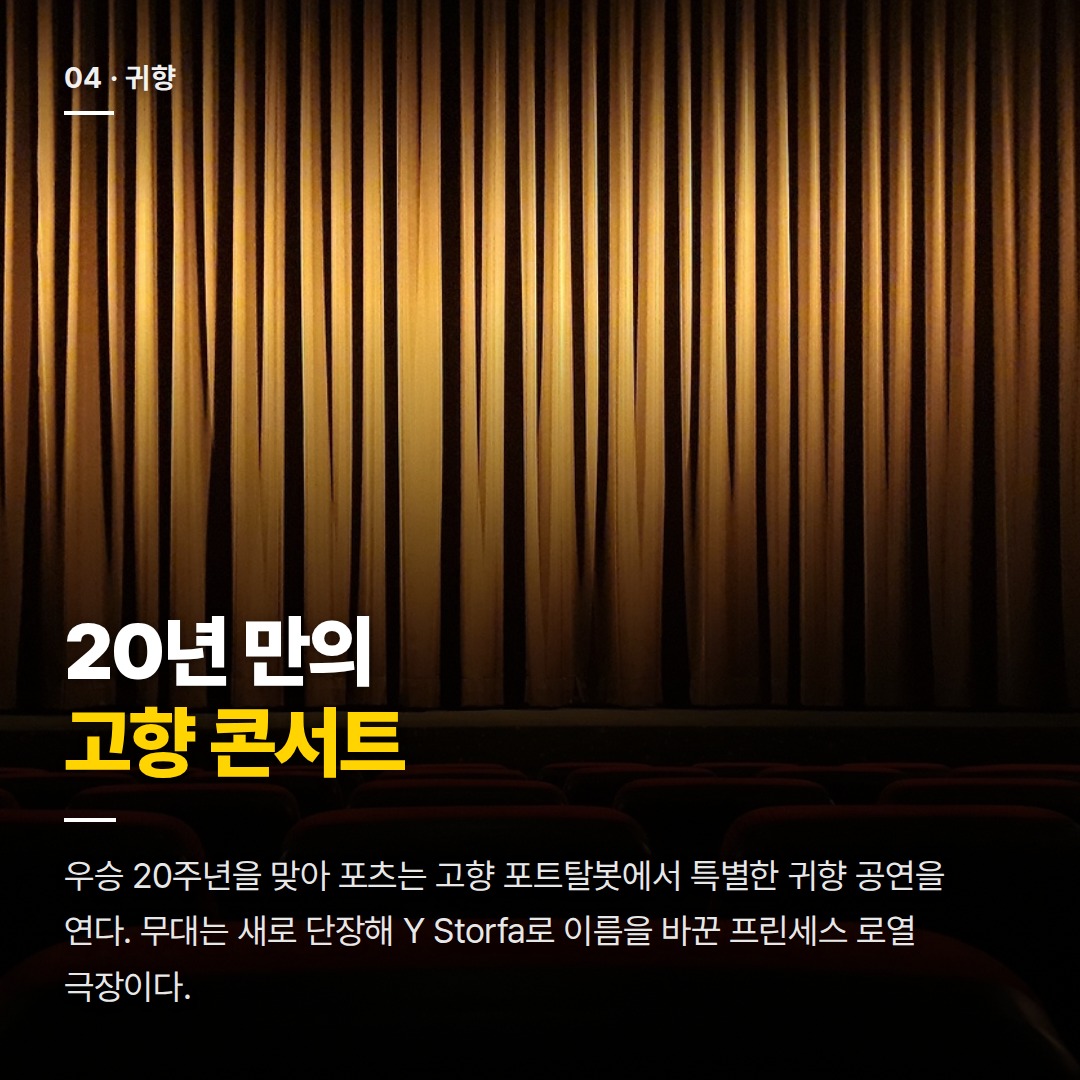 04 · 귀향
20년 만의
고향 콘서트
우승 20주년을 맞아 포츠는 고향 포트탈봇에서 특별한 귀향 공연을
연다. 무대는 새로 단장해 Y Storfa로 이름을 바꾼 프린세스 로열
극장이다.